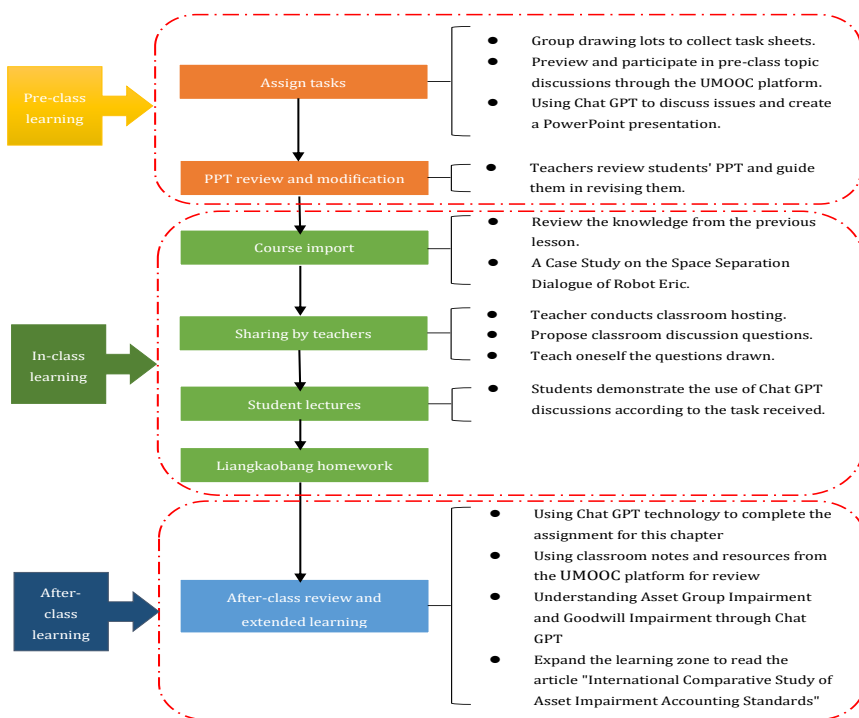 Pre-class
learning
Assign tasks
● Group drawing lots to collect task sheets.
● Preview and participate in pre-class topic
discussions through the UMOOC platform.
● Using Chat GPT to discuss issues and create
a PowerPoint presentation.
PPT review and modification
● Teachers review students' PPT and guide
them in revising them.
In-class
learning
Course import
● Review the knowledge from the previous
lesson.
● A Case Study on the Space Separation
Dialogue of Robot Eric.
Sharing by teachers
● Teacher conducts classroom hosting.
● Propose classroom discussion questions.
● Teach oneself the questions drawn.
Student lectures
● Students demonstrate the use of Chat GPT
discussions according to the task received.
Liangkaobang homework
After-
class
learning
After-class review and
extended learning
● Using Chat GPT technology to complete the
assignment for this chapter
● Using classroom notes and resources from
the UMOOC platform for review
● Understanding Asset Group Impairment
and Goodwill Impairment through Chat
GPT
● Expand the learning zone to read the
article "International Comparative Study of
Asset Impairment Accounting Standards"